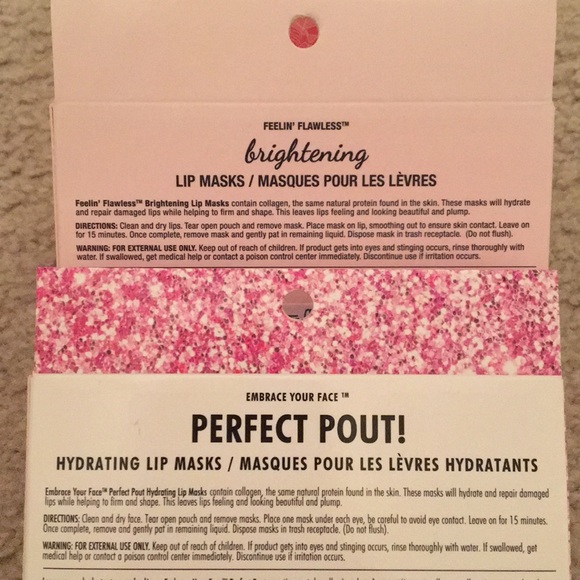 FEELIN' FLAWLESS™
brightening
LIP MASKS / MASQUES POUR LES LÈVRES
Feelin' Flawless™ Brightening Lip Masks contain collagen, the same natural protein found in the skin. These masks will hydrate
and repair damaged lips while helping to firm and shape. This leaves lips feeling and looking beautiful and plump.
DIRECTIONS: Clean and dry lips. Tear open pouch and remove mask. Place mask on lip, smoothing out to ensure skin contact. Leave on
for 15 minutes. Once complete, remove mask and gently pat in remaining liquid. Dispose mask in trash receptacle. (Do not flush).
WARNING: FOR EXTERNAL USE ONLY. Keep out of reach of children. If product gets into eyes and stinging occurs, rinse thoroughly with
water. If swallowed, get medical help or contact a poison control center immediately. Discontinue use if irritation occurs.
EMBRACE YOUR FACE ™
PERFECT POUT!
HYDRATING LIP MASKS / MASQUES POUR LES LÈVRES HYDRATANTS
Embrace Your Face™ Perfect Pout Hydrating Lip Masks contain collagen, the same natural protein found in the skin. These masks will hydrate and repair damaged
lips while helping to firm and shape. This leaves lips feeling and looking beautiful and plump.
DIRECTIONS: Clean and dry face. Tear open pouch and remove masks. Place one mask under each eye, be careful to avoid eye contact. Leave on for 15 minutes.
Once complete, remove and gently pat in remaining liquid. Dispose masks in trash receptacle. (Do not flush).
WARNING: FOR EXTERNAL USE ONLY. Keep out of reach of children. If product gets into eyes and stinging occurs, rinse thoroughly with water. If swallowed, get
medical help or contact a poison control center immediately. Discontinue use if irritation occurs.